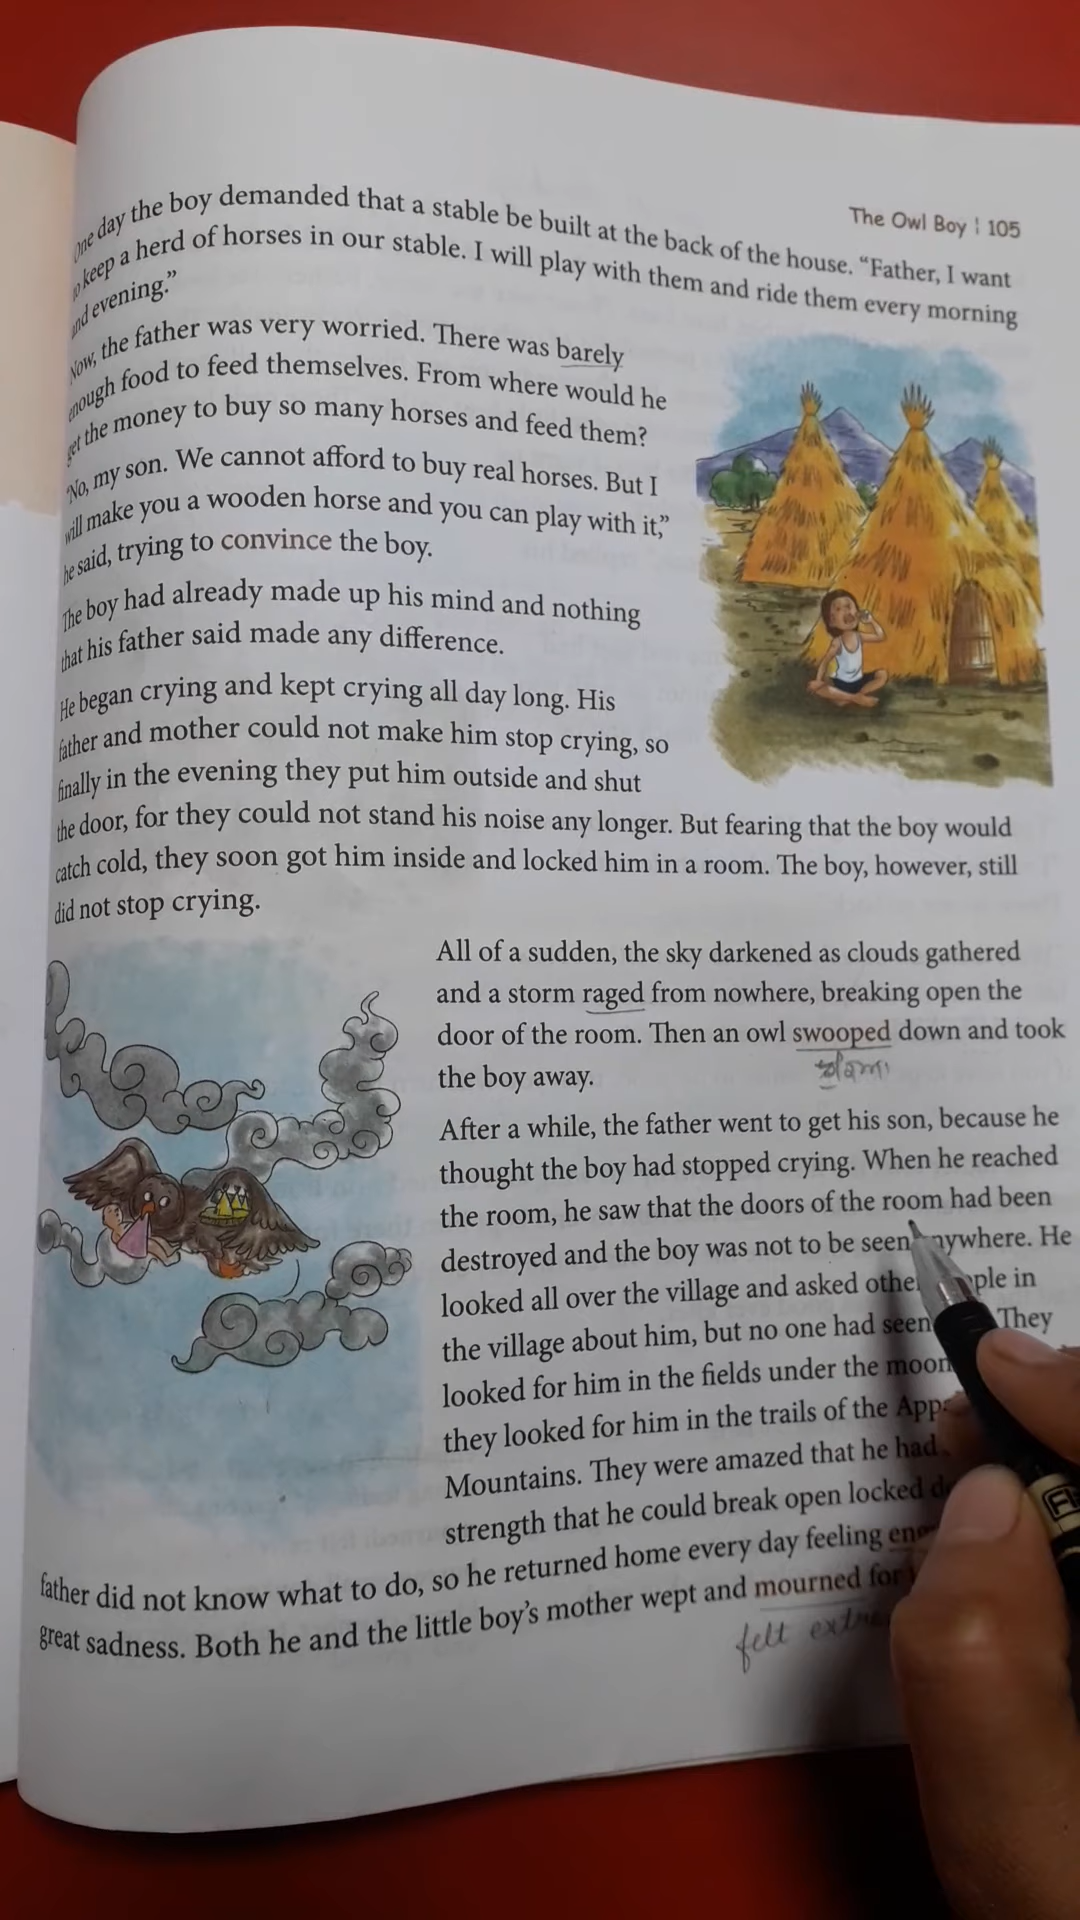 The Owl Boy | 105
One day the boy demanded that a stable be built at the back of the house. “Father, I want
to keep a herd of horses in our stable. I will play with them and ride them every morning
and evening.”
Now, the father was very worried. There was barely
enough food to feed themselves. From where would he
get the money to buy so many horses and feed them?
“No, my son. We cannot afford to buy real horses. But I
will make you a wooden horse and you can play with it,”
he said, trying to convince the boy.
The boy had already made up his mind and nothing
that his father said made any difference.
He began crying and kept crying all day long. His
father and mother could not make him stop crying, so
finally in the evening they put him outside and shut
the door, for they could not stand his noise any longer. But fearing that the boy would
catch cold, they soon got him inside and locked him in a room. The boy, however, still
did not stop crying.
All of a sudden, the sky darkened as clouds gathered
and a storm raged from nowhere, breaking open the
door of the room. Then an owl swooped down and took
the boy away.
After a while, the father went to get his son, because he
thought the boy had stopped crying. When he reached
the room, he saw that the doors of the room had been
destroyed and the boy was not to be seen anywhere. He
looked all over the village and asked other people in
the village about him, but no one had seen They
looked for him in the fields under the moon
they looked for him in the trails of the
Mountains. They were amazed that he had
strength that he could break open locked
father did not know what to do, so he returned home every day feeling
great sadness. Both he and the little boy’s mother wept and mourned for
felt